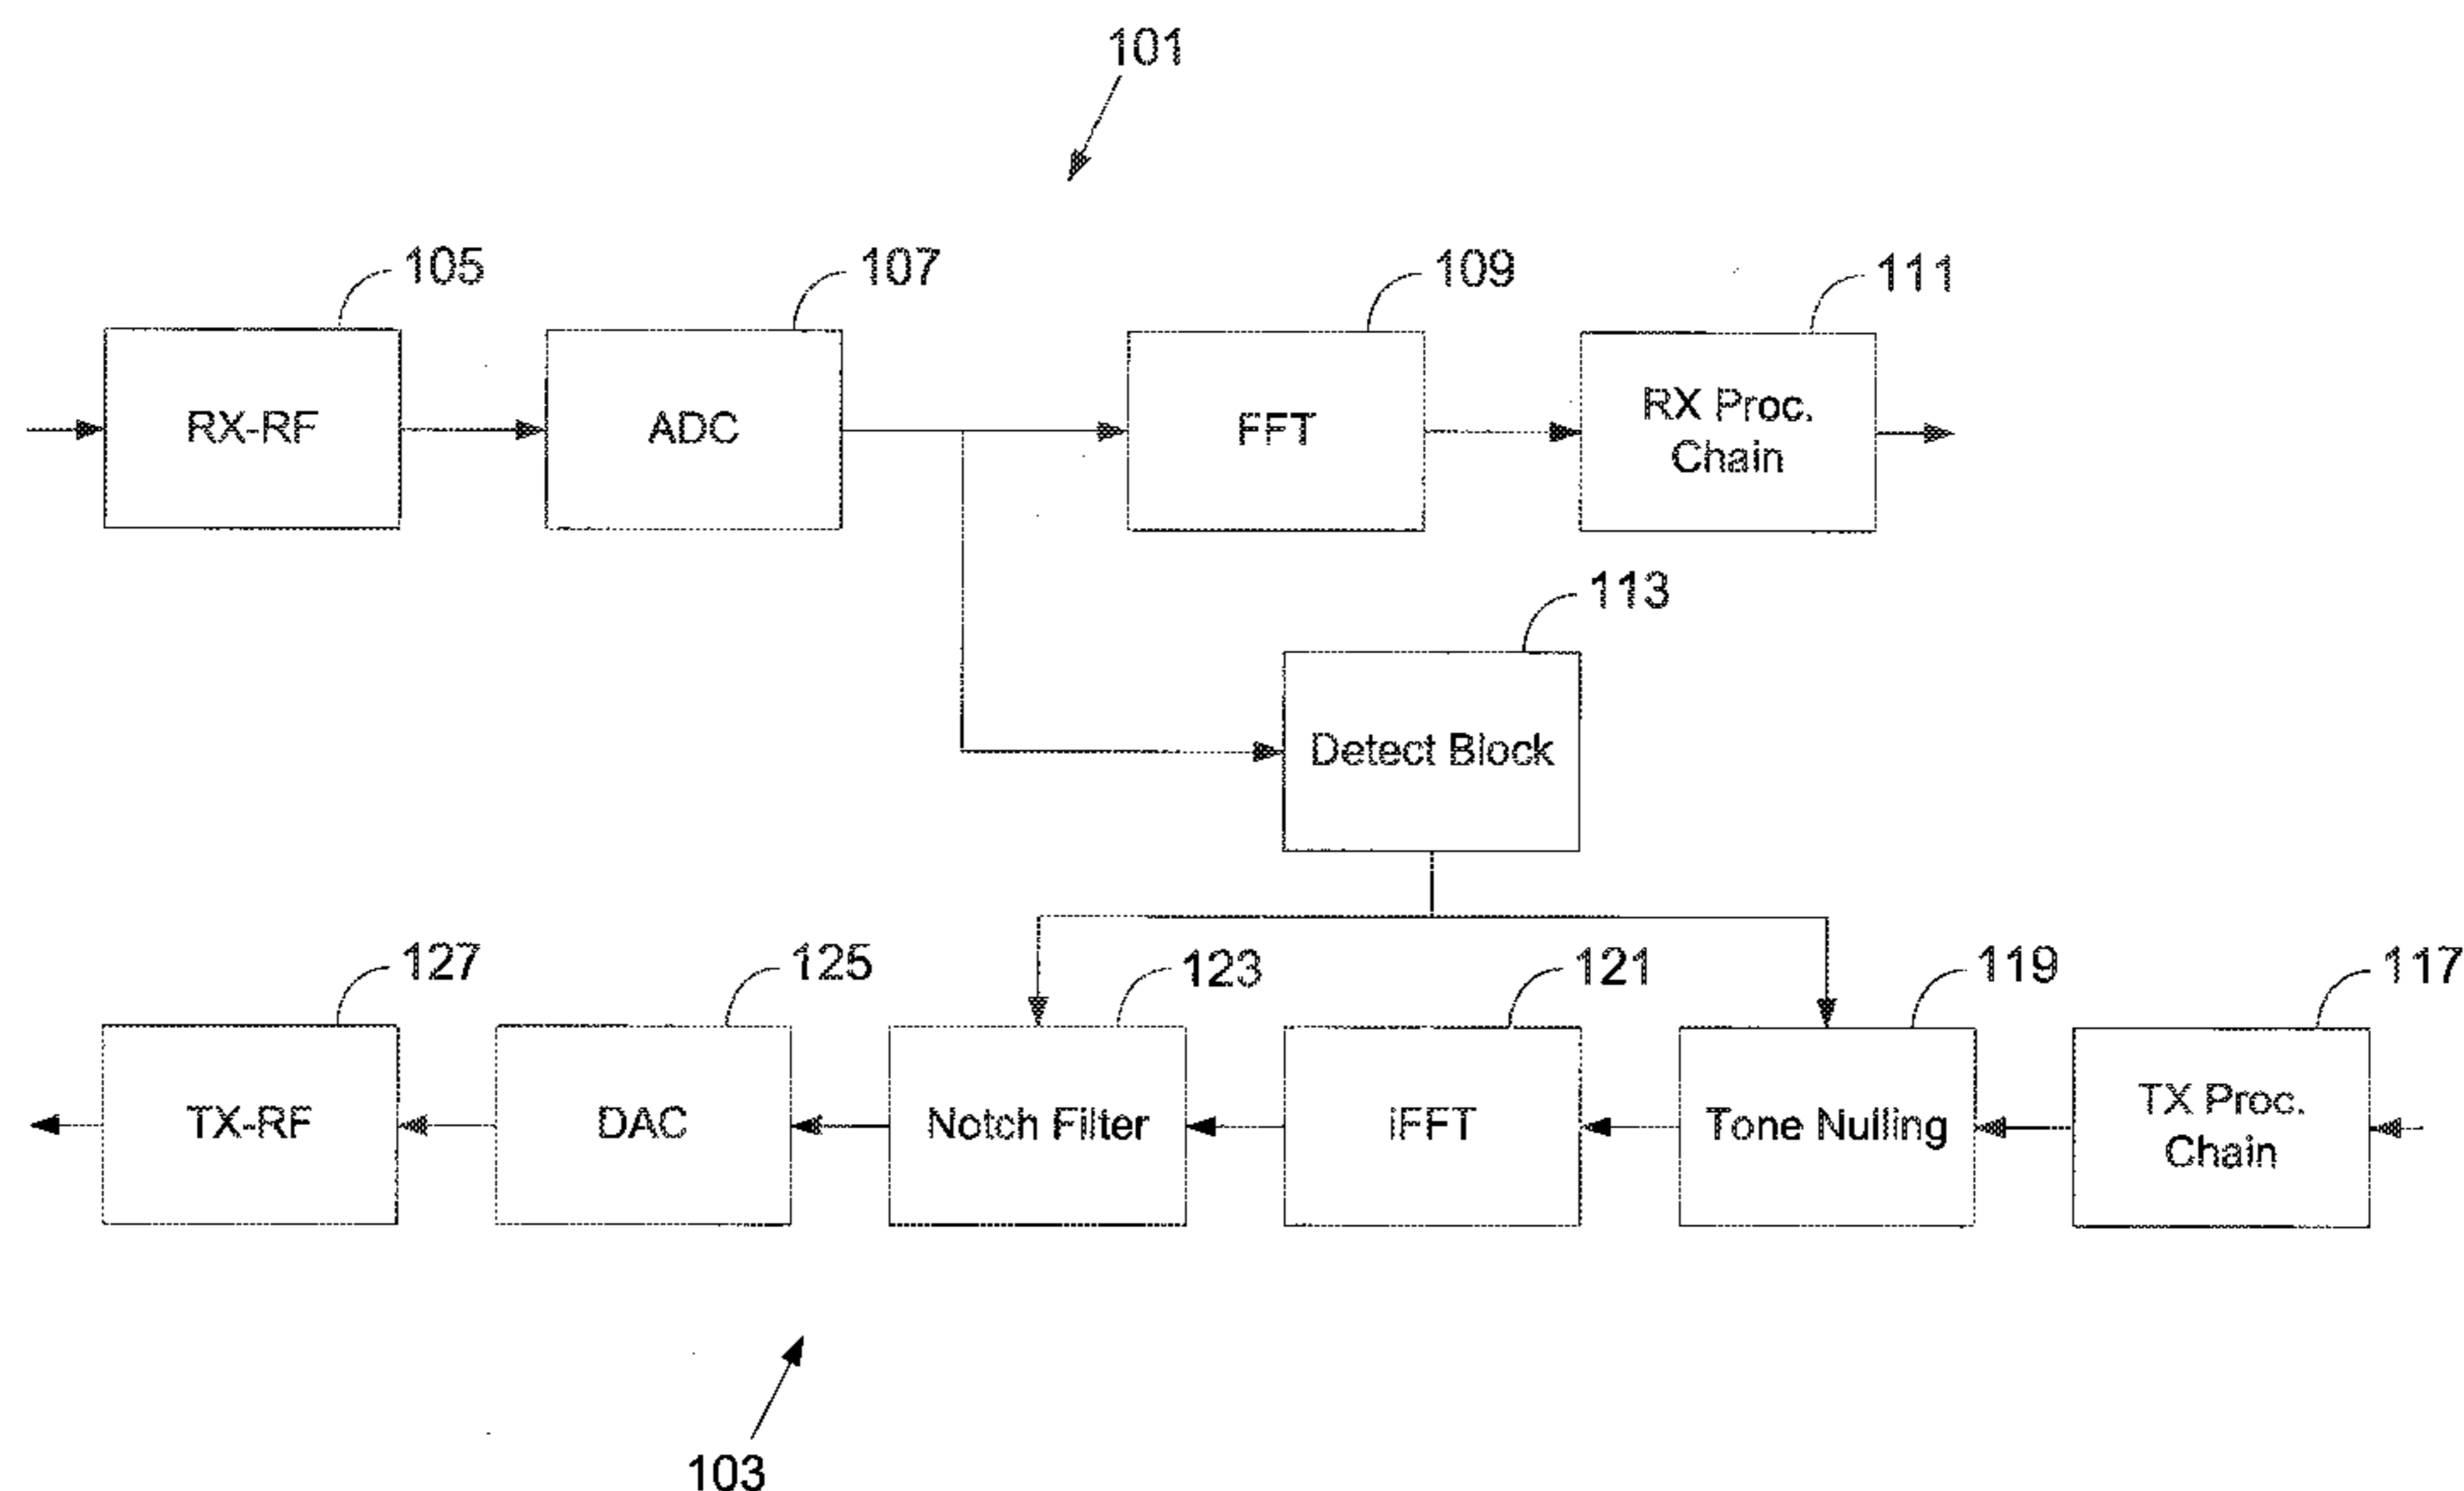 101
105
107
109
111
RX-RF
ADC
FFT
RX Proc.
Chain
113
Detect Block
127
125
123
121
119
117
TX-RF
DAC
Notch Filter
iFFT
Tone Nulling
TX Proc.
Chain
103